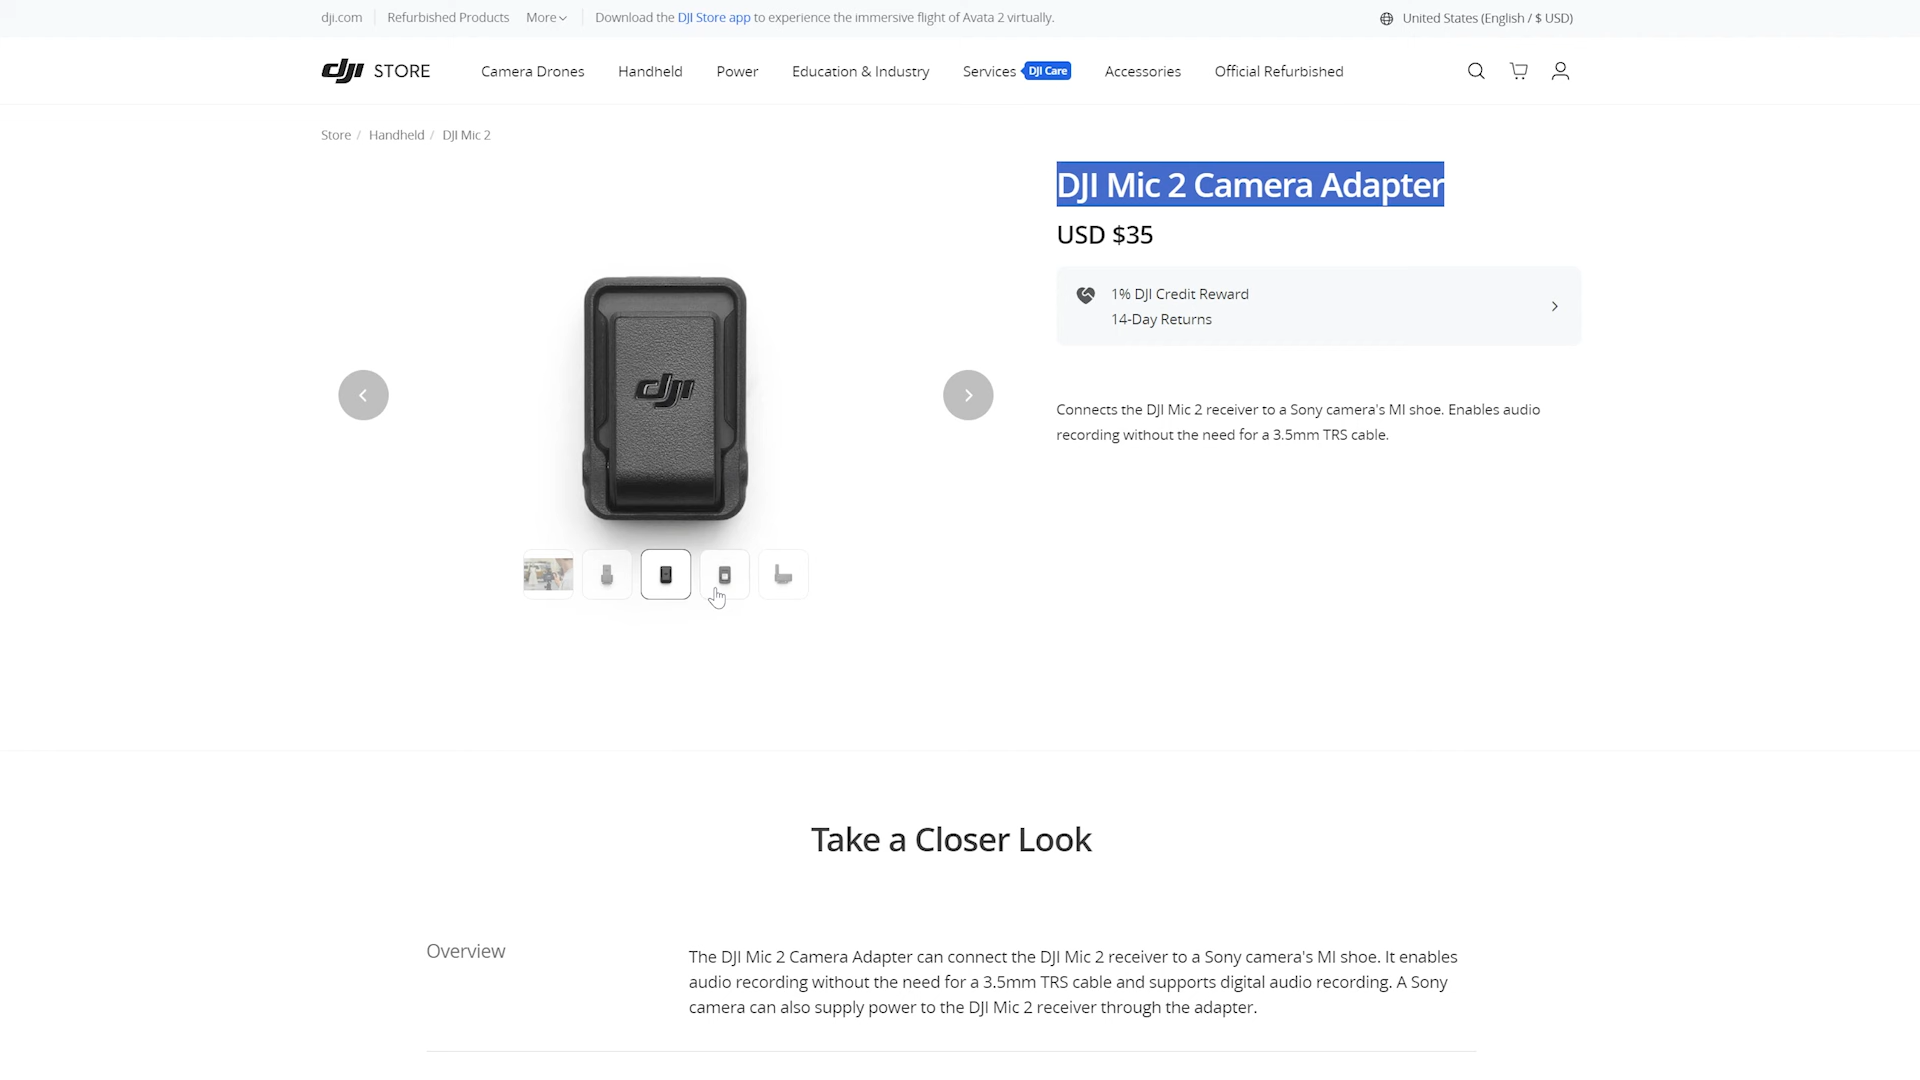 dji.com
Refurbished Products
More
Download the DJI Store app to experience the immersive flight of Avata 2 virtually.
United States (English / $ USD)
dji STORE
Camera Drones
Handheld
Power
Education & Industry
Services
DJI Care
Accessories
Official Refurbished
Store / Handheld / DJI Mic 2
DJI Mic 2 Camera Adapter
USD $35
1% DJI Credit Reward
14-Day Returns
dji
Connects the DJI Mic 2 receiver to a Sony camera's MI shoe. Enables audio
recording without the need for a 3.5mm TRS cable.
Take a Closer Look
Overview
The DJI Mic 2 Camera Adapter can connect the DJI Mic 2 receiver to a Sony camera's MI shoe. It enables
audio recording without the need for a 3.5mm TRS cable and supports digital audio recording. A Sony
camera can also supply power to the DJI Mic 2 receiver through the adapter.